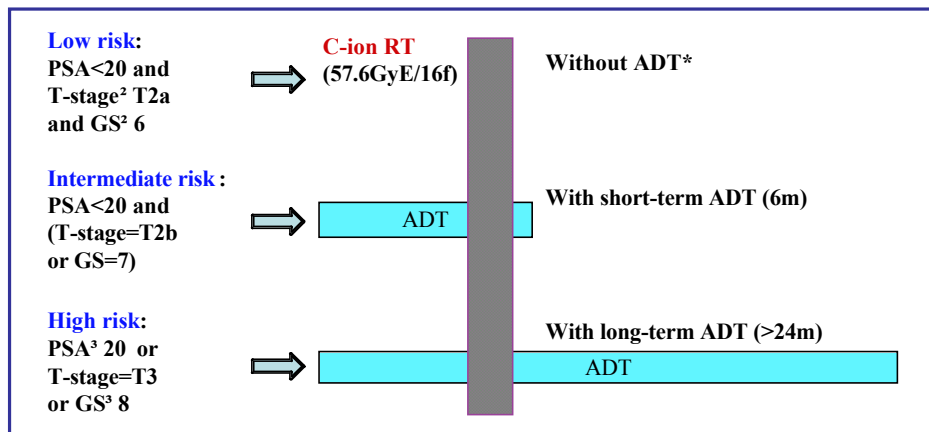 Low risk:
PSA<20 and
T-stage² T2a
and GS² 6
C-ion RT
(57.6GyE/16f)
Without ADT*
Intermediate risk :
PSA<20 and
(T-stage=T2b
or GS=7)
ADT
With short-term ADT (6m)
High risk:
PSA³ 20 or
T-stage=T3
or GS³ 8
With long-term ADT (>24m)
ADT